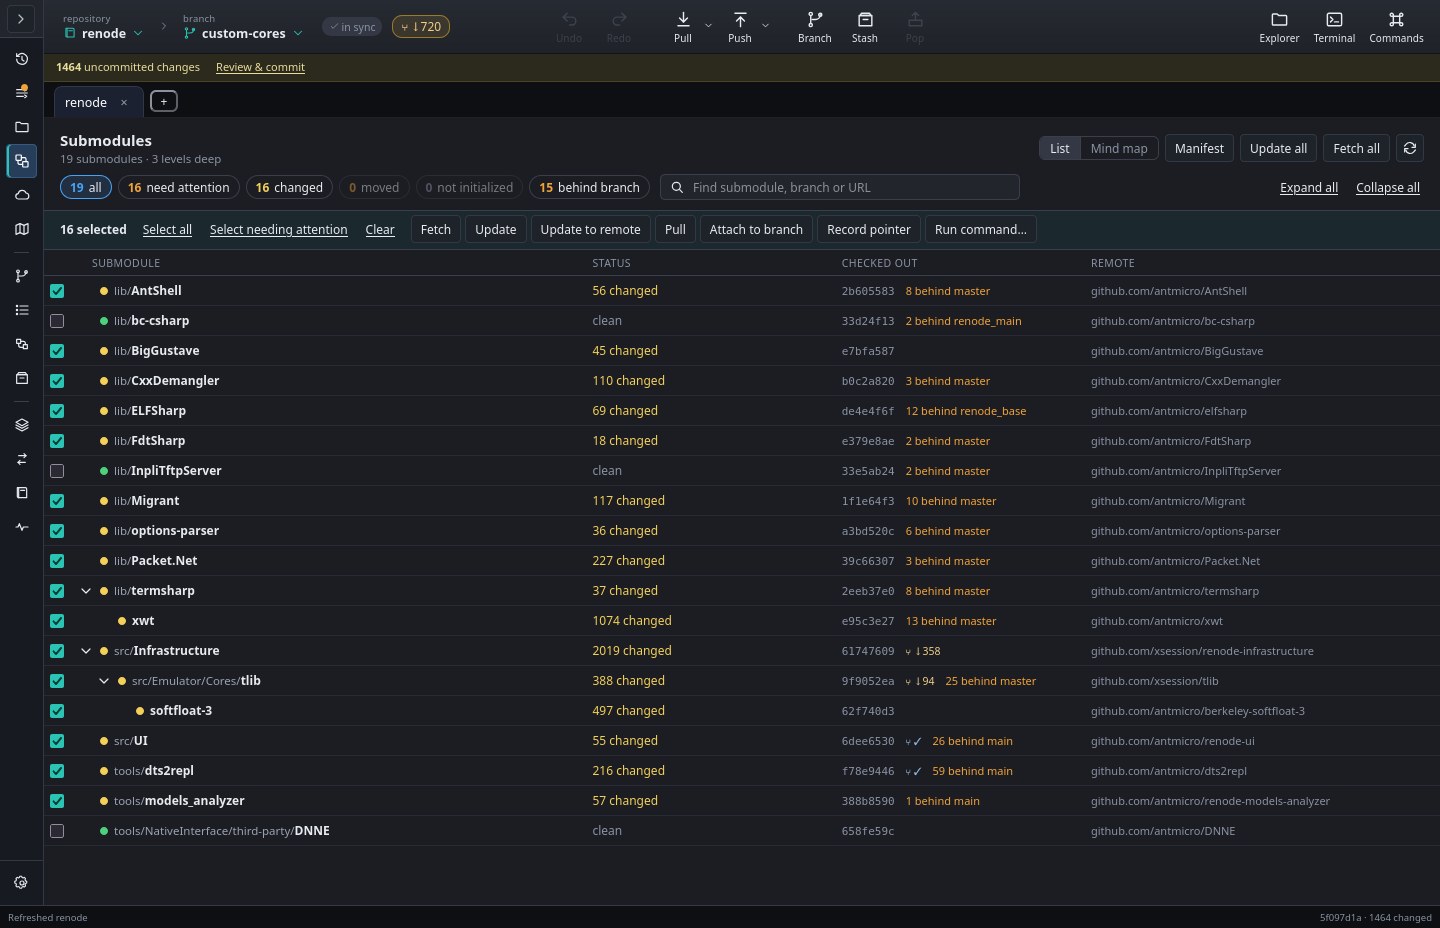 repository
renode
branch
custom-cores
✓ in sync
↓720
Undo
Redo
Pull
Push
Branch
Stash
Pop
Explorer
Terminal
Commands
1464 uncommitted changes Review & commit
renode × +
Submodules
19 submodules · 3 levels deep
List Mind map Manifest Update all Fetch all
19 all 16 need attention 16 changed 0 moved 0 not initialized 15 behind branch Find submodule, branch or URL Expand all Collapse all
16 selected Select all Select needing attention Clear Fetch Update Update to remote Pull Attach to branch Record pointer Run command...
SUBMODULE STATUS CHECKED OUT REMOTE
lib/AntShell 56 changed 2b605583 8 behind master github.com/antmicro/AntShell
lib/bc-csharp clean 33d24f13 2 behind renode_main github.com/antmicro/bc-csharp
lib/BigGustave 45 changed e7bfa587 github.com/antmicro/BigGustave
lib/CxxDemangler 110 changed b0c2a820 3 behind master github.com/antmicro/CxxDemangler
lib/ELFSharp 69 changed de4e4f6f 12 behind renode_base github.com/antmicro/elfsharp
lib/FdtSharp 18 changed e379e8ae 2 behind master github.com/antmicro/FdtSharp
lib/InpliTftpServer clean 33e5ab24 2 behind master github.com/antmicro/InpliTftpServer
lib/Migrant 117 changed 1f1e64f3 10 behind master github.com/antmicro/Migrant
lib/options-parser 36 changed a3bd520c 6 behind master github.com/antmicro/options-parser
lib/Packet.Net 227 changed 39c66307 3 behind master github.com/antmicro/Packet.Net
lib/termsharp 37 changed 2eeb37e0 8 behind master github.com/antmicro/termsharp
xwt 1074 changed e95c3e27 13 behind master github.com/antmicro/xwt
src/Infrastructure 2019 changed 61747609 ↓358 github.com/xsession/renode-infrastructure
src/Emulator/Cores/tlib 388 changed 9f9052ea ↓94 25 behind master github.com/xsession/tlib
softfloat-3 497 changed 62f740d3 github.com/antmicro/berkeley-softfloat-3
src/UI 55 changed 6dee6530 ✓ 26 behind main github.com/antmicro/renode-ui
tools/dts2repl 216 changed f78e9446 ✓ 59 behind main github.com/antmicro/dts2repl
tools/models_analyzer 57 changed 388b8590 1 behind main github.com/antmicro/renode-models-analyzer
tools/NativeInterface/third-party/DNNE clean 658fe59c github.com/antmicro/DNNE
Refreshed renode 5f097d1a · 1464 changed